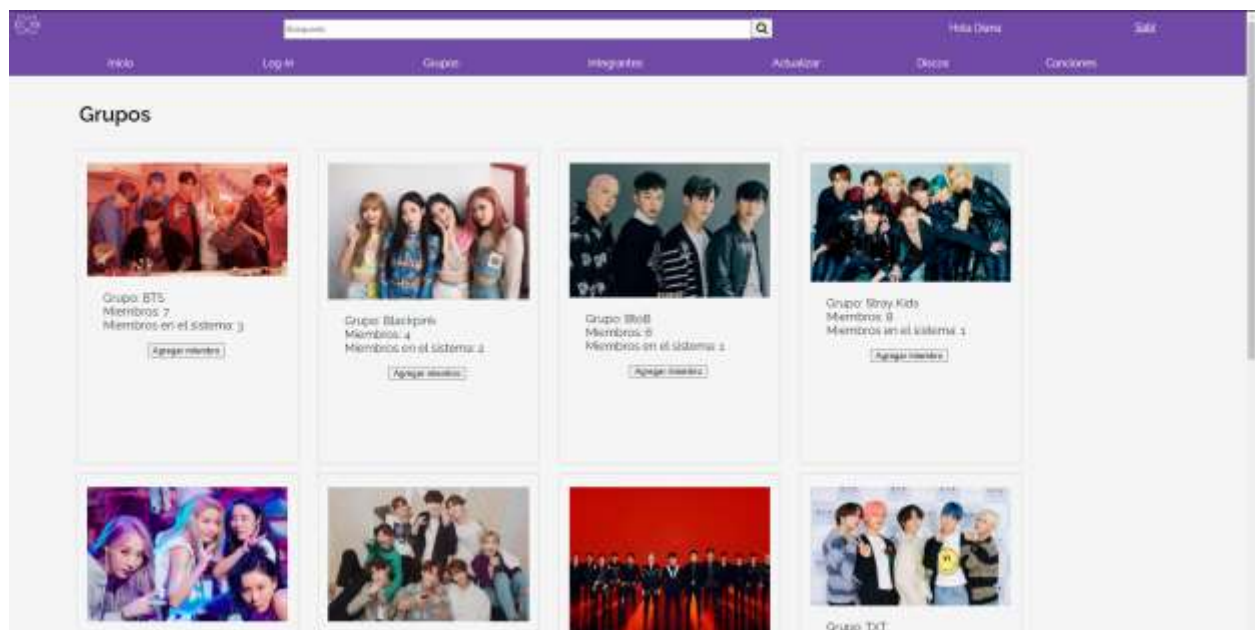 Búsqueda
Hola Diana
Salir
Inicio
Log-in
Grupos
Integrantes
Actualizar
Discos
Canciones
Grupos
Grupo: BTS
Miembros: 7
Miembros en el sistema: 3
Agregar miembro
Grupo: Blackpink
Miembros: 4
Miembros en el sistema: 2
Agregar miembro
Grupo: BtoB
Miembros: 6
Miembros en el sistema: 1
Agregar miembro
Grupo: Stray Kids
Miembros: 8
Miembros en el sistema: 1
Agregar miembro
Grupo: TXT